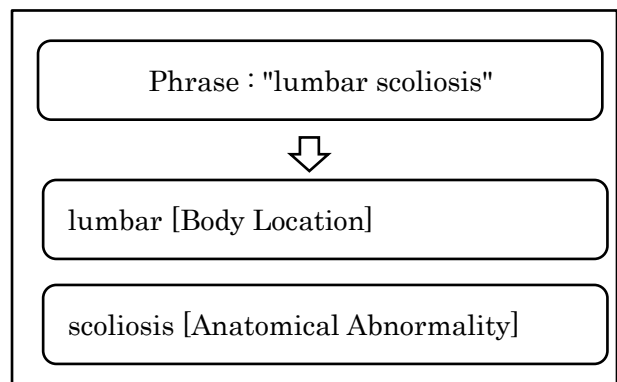 Phrase : "lumbar scoliosis"
lumbar [Body Location]
scoliosis [Anatomical Abnormality]